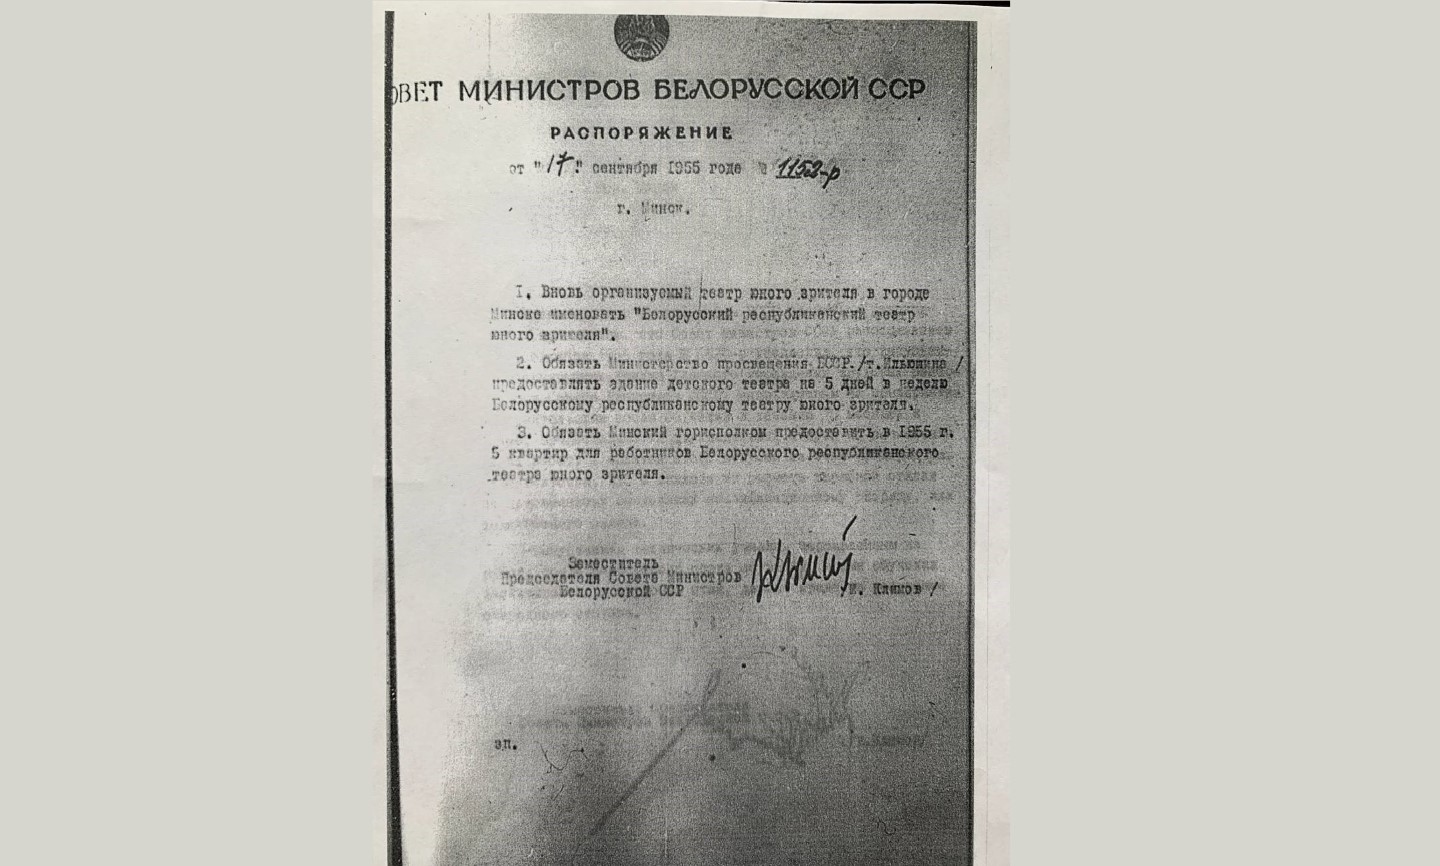 ОВЕТ МИНИСТРОВ БЕЛОРУССКОЙ ССР
РАСПОРЯЖЕНИЕ
от "17." сентября 1955 года № 1152-р
г. Минск.
1. Вновь организуемый театр юного зрителя в городе
Минске именовать "Белорусский республиканский театр
юного зрителя".
2. Обязать Министерство просвещения БССР /т.Ильюшина/
предоставлять здание детского театра на 5 дней в неделю
Белорусскому республиканскому театру юного зрителя.
3. Обязать Минский горисполком предоставить в 1955 г.
5 квартир для работников Белорусского республиканского
театра юного зрителя.
Заместитель
Председателя Совета Министров
Белорусской ССР
/И. Климов/
зп.